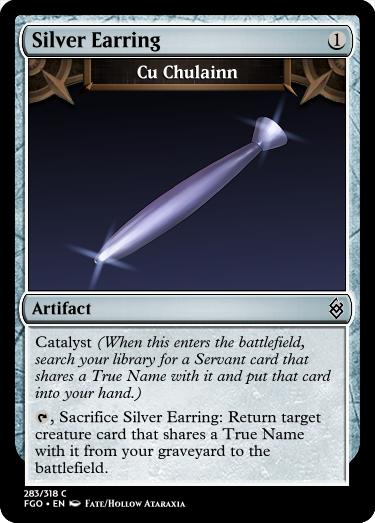 Silver Earring 1
Cu Chulainn
Artifact
Catalyst (When this enters the battlefield,
search your library for a Servant card that
shares a True Name with it and put that card
into your hand.)
, Sacrifice Silver Earring: Return target
creature card that shares a True Name
with it from your graveyard to the
battlefield.
283/318 C
FGO • EN Fate/Hollow Ataraxia